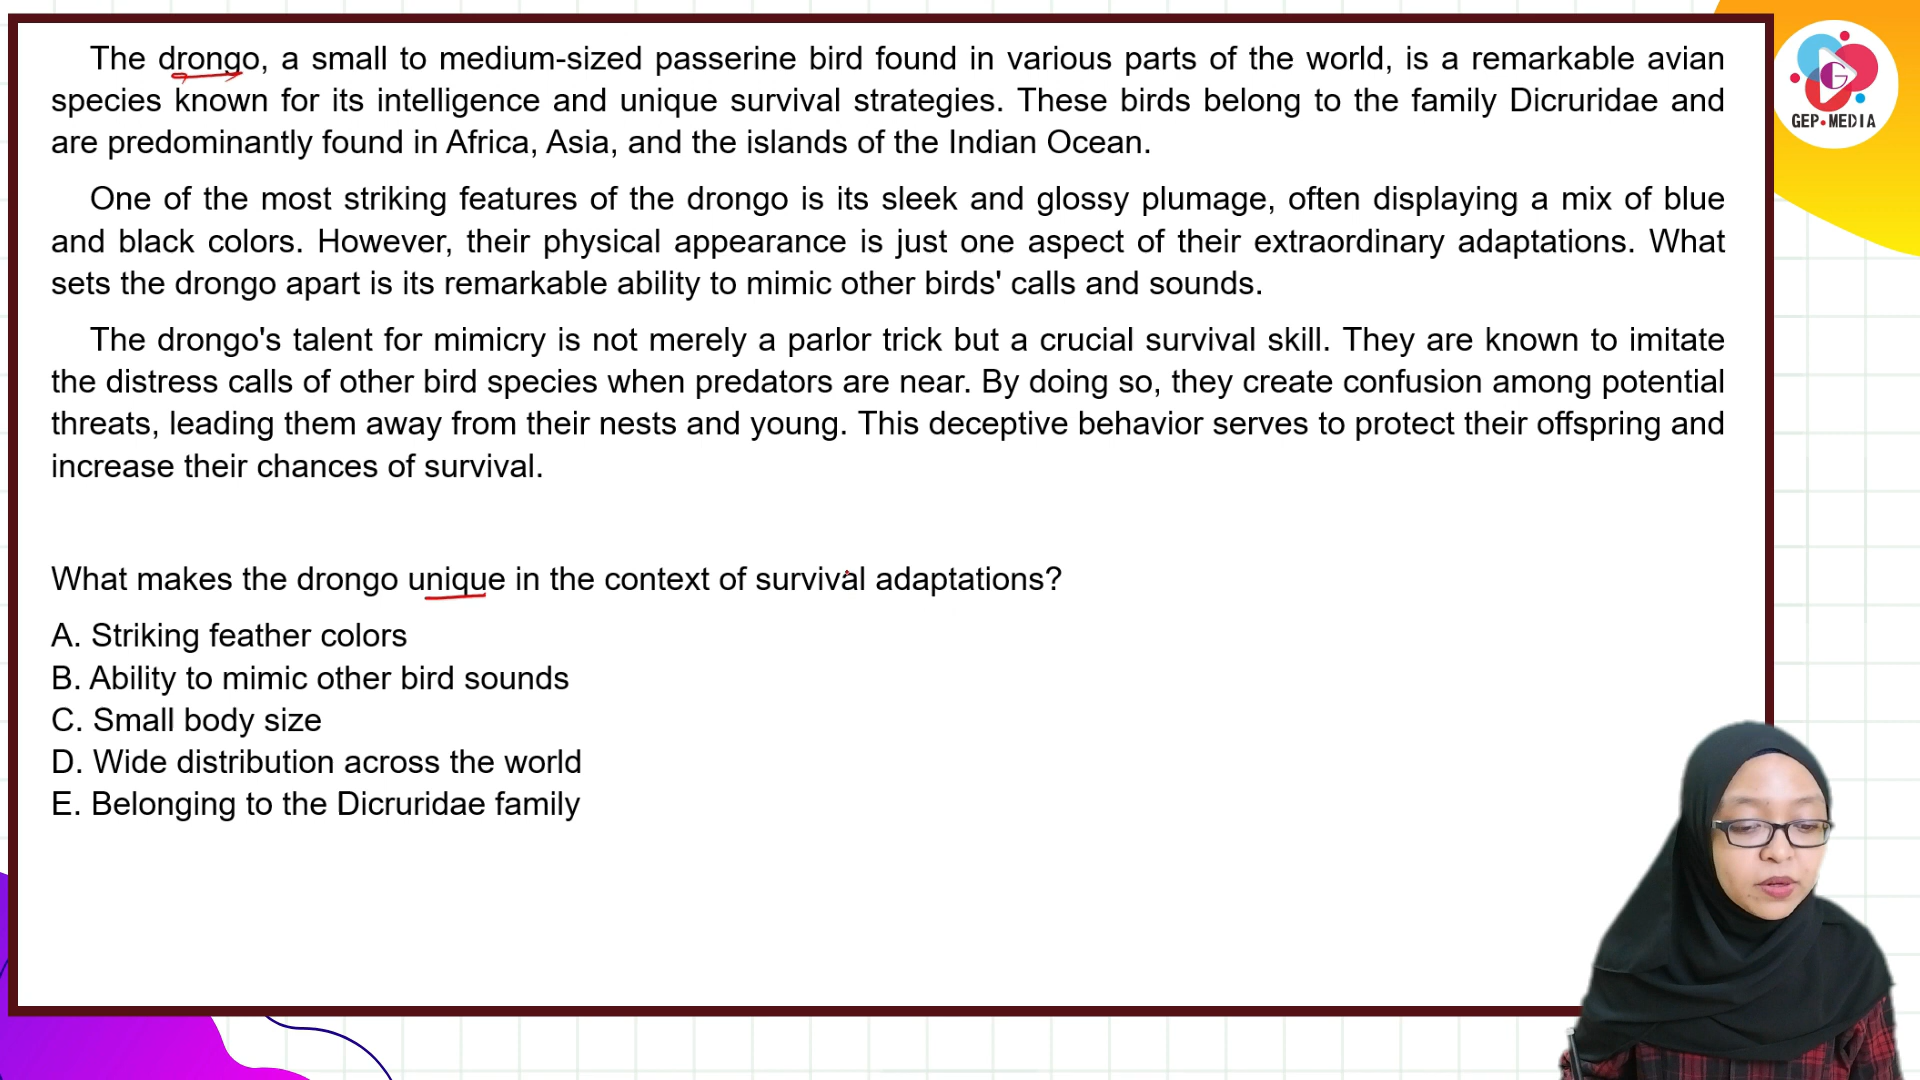 The drongo, a small to medium-sized passerine bird found in various parts of the world, is a remarkable avian
species known for its intelligence and unique survival strategies. These birds belong to the family Dicruridae and
are predominantly found in Africa, Asia, and the islands of the Indian Ocean.
One of the most striking features of the drongo is its sleek and glossy plumage, often displaying a mix of blue
and black colors. However, their physical appearance is just one aspect of their extraordinary adaptations. What
sets the drongo apart is its remarkable ability to mimic other birds' calls and sounds.
The drongo's talent for mimicry is not merely a parlor trick but a crucial survival skill. They are known to imitate
the distress calls of other bird species when predators are near. By doing so, they create confusion among potential
threats, leading them away from their nests and young. This deceptive behavior serves to protect their offspring and
increase their chances of survival.
What makes the drongo unique in the context of survival adaptations?
A. Striking feather colors
B. Ability to mimic other bird sounds
C. Small body size
D. Wide distribution across the world
E. Belonging to the Dicruridae family
G
GEP•MEDIA